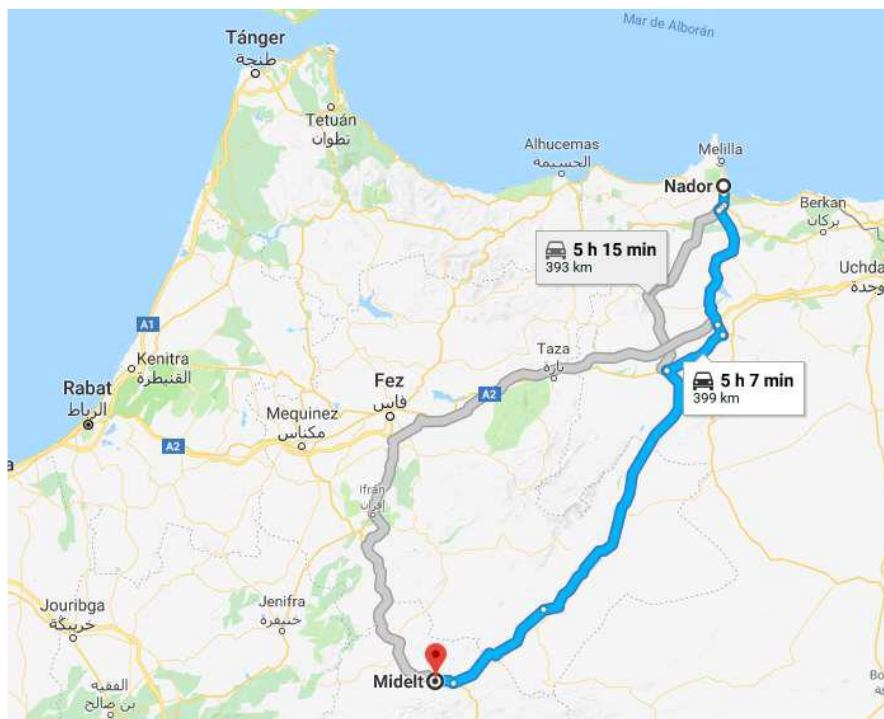 Mar de Alborán
Tánger
طنجة
Tetuán
تطوان
Alhucemas
الحسيمة
Melilla
Nador
Berkan
بركان
5 h 15 min
393 km
Uchda
وجدة
A1
Kenitra
القنيطرة
Taza
تازة
5 h 7 min
399 km
Rabat
الرباط
Fez
فاس
A2
Mequinez
مكناس
A2
Ifrán
إفران
Jouribga
خريبكة
Jenifra
خنيفرة
Midelt
الفقيه
بن صالح
Bo